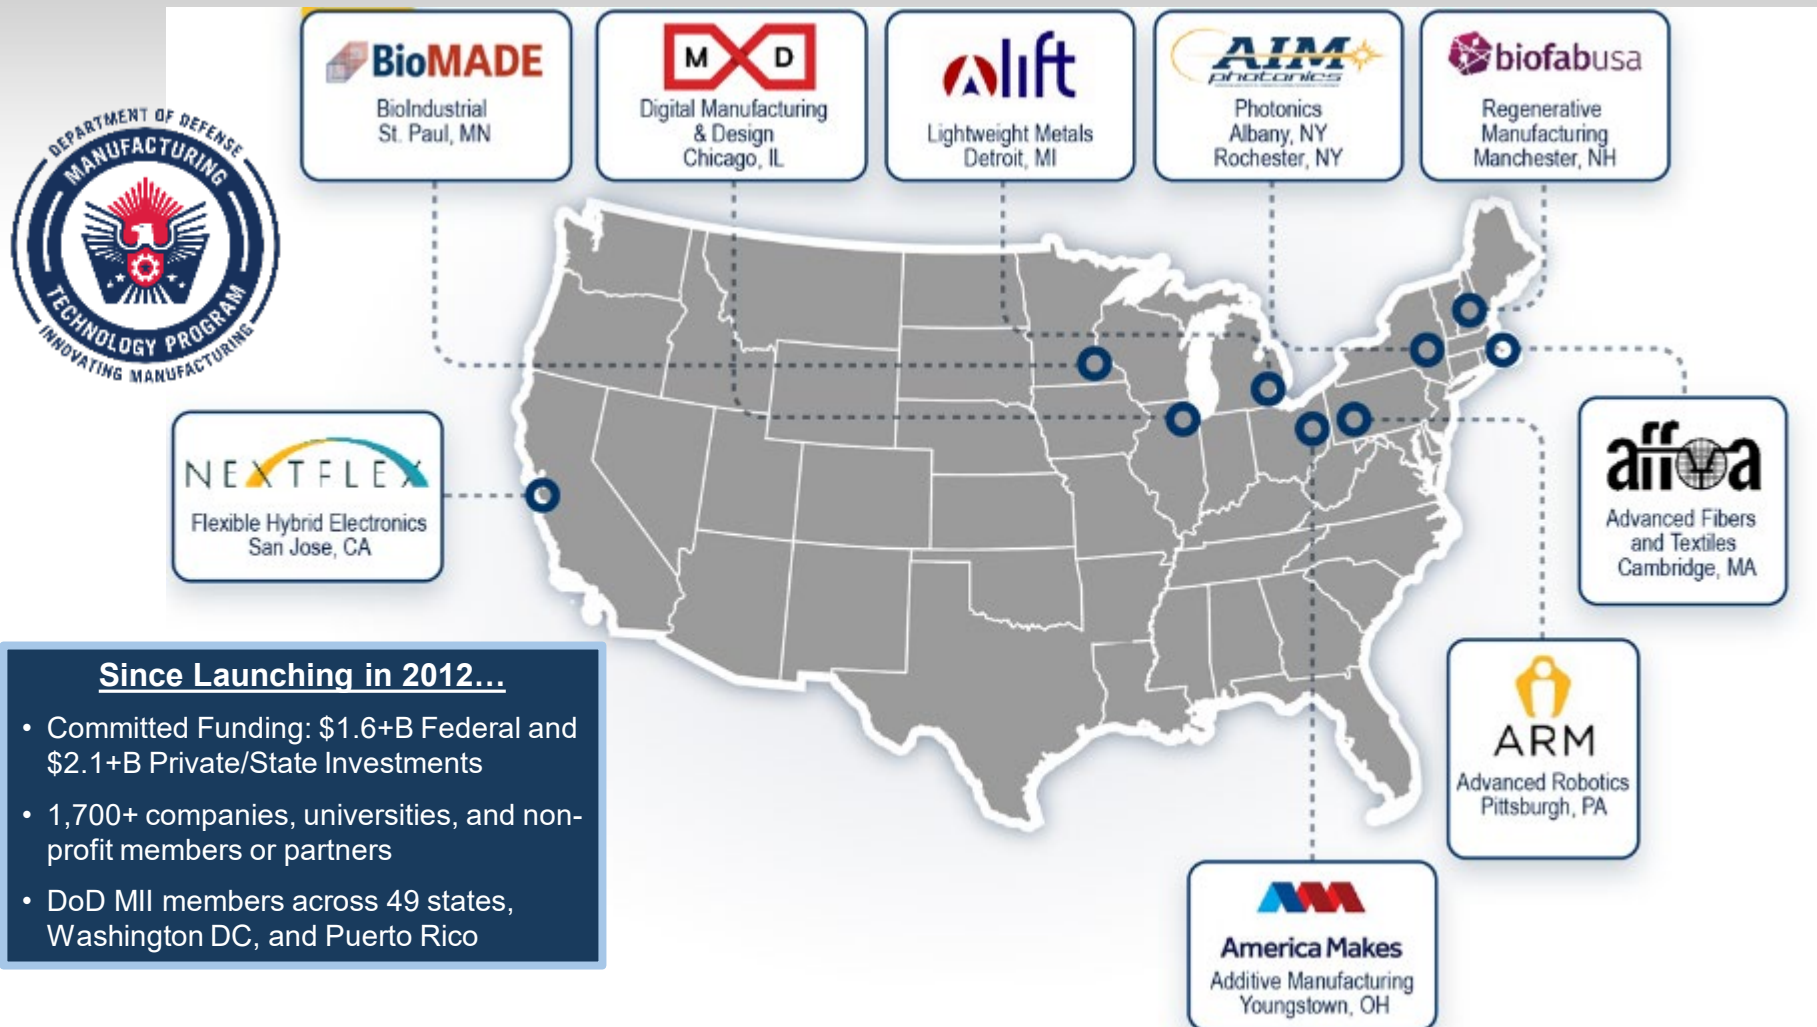 BioMADE
BioIndustrial
St. Paul, MN
M D
Digital Manufacturing
& Design
Chicago, IL
lift
Lightweight Metals
Detroit, MI
AIM
photonics
Photonics
Albany, NY
Rochester, NY
biofabusa
Regenerative
Manufacturing
Manchester, NH
DEPARTMENT OF DEFENSE
MANUFACTURING
TECHNOLOGY PROGRAM
INNOVATING MANUFACTURING
NEXTFLEX
Flexible Hybrid Electronics
San Jose, CA
affoa
Advanced Fibers
and Textiles
Cambridge, MA
ARM
Advanced Robotics
Pittsburgh, PA
America Makes
Additive Manufacturing
Youngstown, OH
Since Launching in 2012…
• Committed Funding: $1.6+B Federal and
$2.1+B Private/State Investments
• 1,700+ companies, universities, and non-
profit members or partners
• DoD MII members across 49 states,
Washington DC, and Puerto Rico